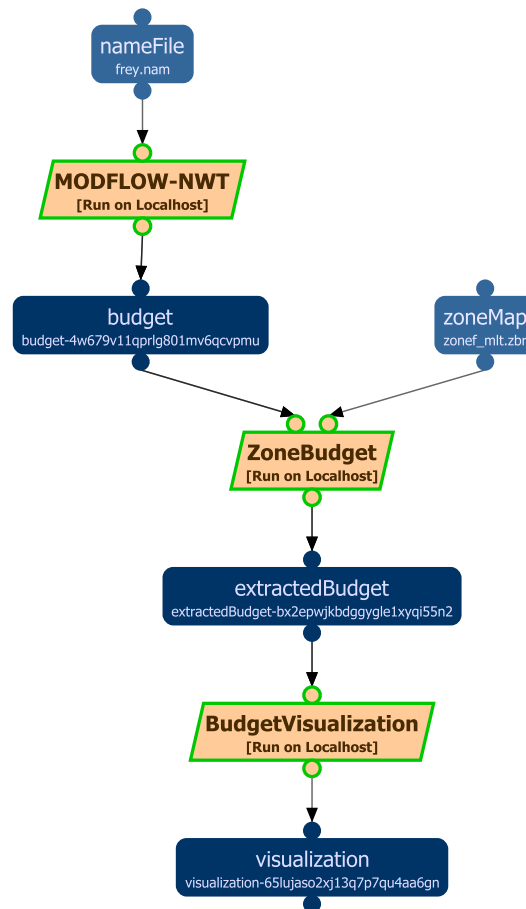 nameFile
frey.nam
MODFLOW-NWT
[Run on Localhost]
budget
budget-4w679v11qprlg801mv6qcvpmu
zoneMap
zonef_mlt.zbr
ZoneBudget
[Run on Localhost]
extractedBudget
extractedBudget-bx2epwjkbdggygle1xyqi55n2
BudgetVisualization
[Run on Localhost]
visualization
visualization-65lujaso2xj13q7p7qu4aa6gn